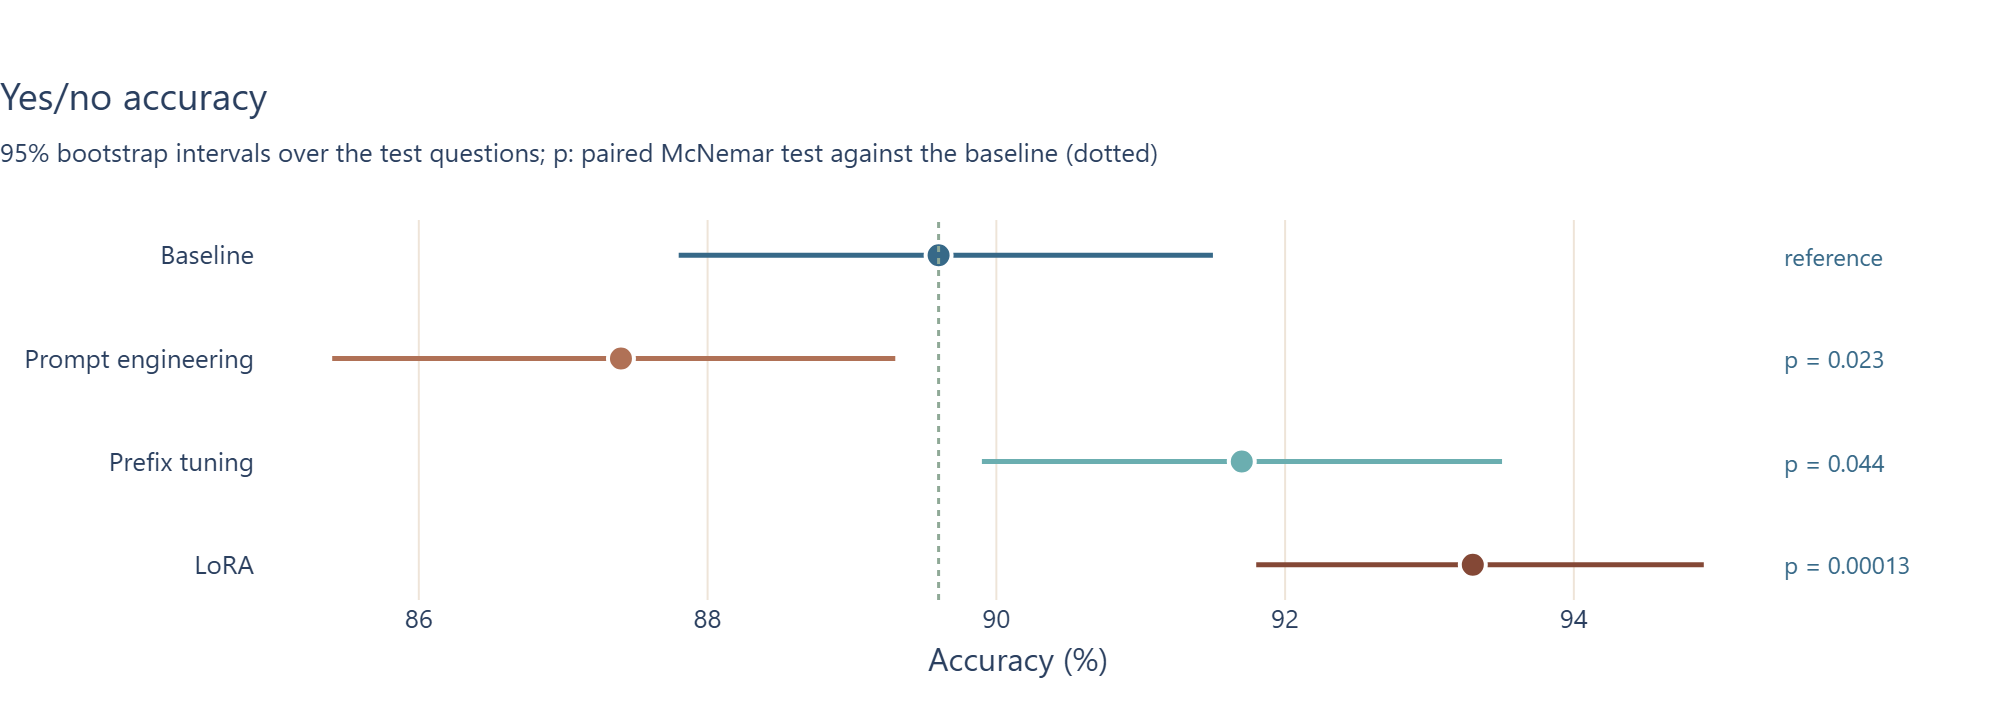 Yes/no accuracy
95% bootstrap intervals over the test questions; p: paired McNemar test against the baseline (dotted)
Baseline
reference
Prompt engineering
p = 0.023
Prefix tuning
p = 0.044
LoRA
p = 0.00013
86
88
90
92
94
Accuracy (%)